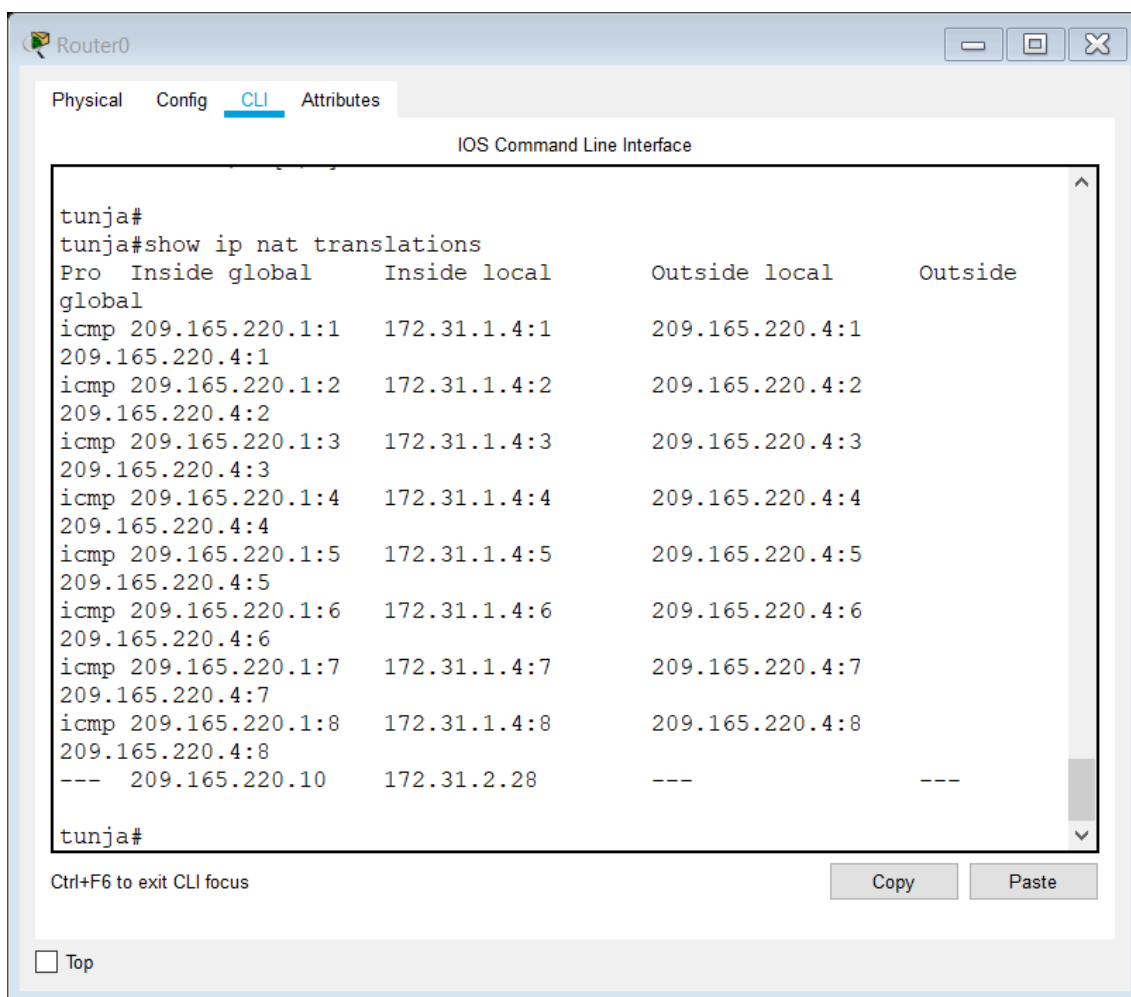 Router0
Physical Config CLI Attributes
IOS Command Line Interface
tunja#
tunja#show ip nat translations
Pro  Inside global     Inside local       Outside local      Outside
global
icmp 209.165.220.1:1   172.31.1.4:1       209.165.220.4:1
209.165.220.4:1
icmp 209.165.220.1:2   172.31.1.4:2       209.165.220.4:2
209.165.220.4:2
icmp 209.165.220.1:3   172.31.1.4:3       209.165.220.4:3
209.165.220.4:3
icmp 209.165.220.1:4   172.31.1.4:4       209.165.220.4:4
209.165.220.4:4
icmp 209.165.220.1:5   172.31.1.4:5       209.165.220.4:5
209.165.220.4:5
icmp 209.165.220.1:6   172.31.1.4:6       209.165.220.4:6
209.165.220.4:6
icmp 209.165.220.1:7   172.31.1.4:7       209.165.220.4:7
209.165.220.4:7
icmp 209.165.220.1:8   172.31.1.4:8       209.165.220.4:8
209.165.220.4:8
---  209.165.220.10    172.31.2.28        ---                ---
tunja#
Ctrl+F6 to exit CLI focus
Copy Paste
Top